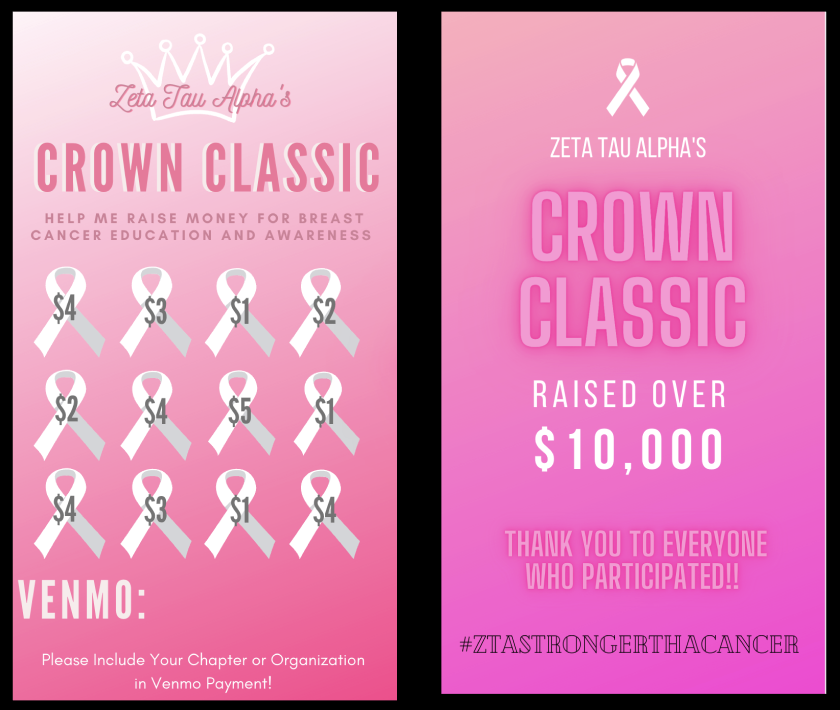 Zeta Tau Alpha's
CROWN CLASSIC
HELP ME RAISE MONEY FOR BREAST
CANCER EDUCATION AND AWARENESS
$4 $3 $1 $2
$2 $4 $5 $1
$4 $3 $1 $4
VENMO:
Please Include Your Chapter or Organization
in Venmo Payment!
ZETA TAU ALPHA'S
CROWN
CLASSIC
RAISED OVER
$10,000
THANK YOU TO EVERYONE
WHO PARTICIPATED!!
#ZTASTRONGERTHACANCER